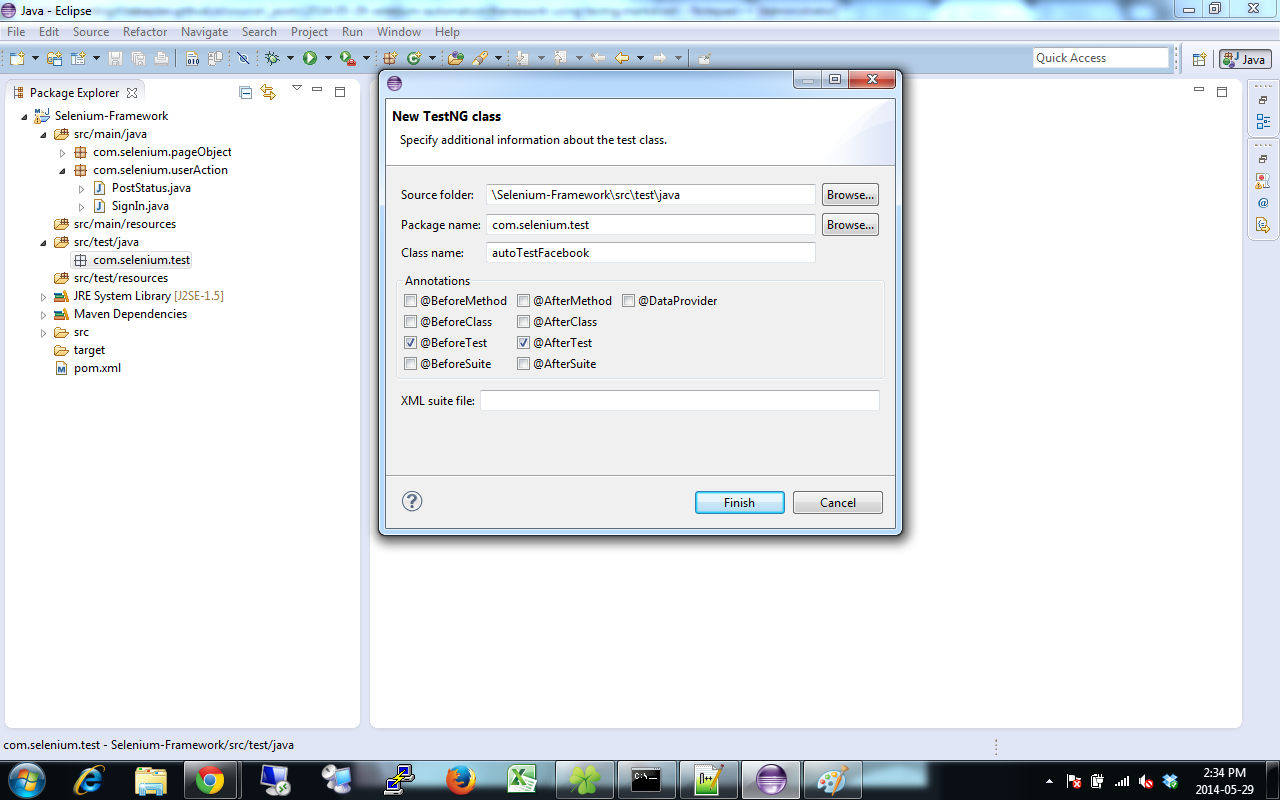 Java - Eclipse
File Edit Source Refactor Navigate Search Project Run Window Help
Quick Access
Java
Package Explorer
Selenium-Framework
src/main/java
com.selenium.pageObject
com.selenium.userAction
PostStatus.java
SignIn.java
src/main/resources
src/test/java
com.selenium.test
src/test/resources
JRE System Library [J2SE-1.5]
Maven Dependencies
src
target
pom.xml
New TestNG class
Specify additional information about the test class.
Source folder: \Selenium-Framework\src\test\java Browse...
Package name: com.selenium.test Browse...
Class name: autoTestFacebook
Annotations
@BeforeMethod @AfterMethod @DataProvider
@BeforeClass @AfterClass
@BeforeTest @AfterTest
@BeforeSuite @AfterSuite
XML suite file:
Finish Cancel
com.selenium.test - Selenium-Framework/src/test/java
2:34 PM
2014-05-29